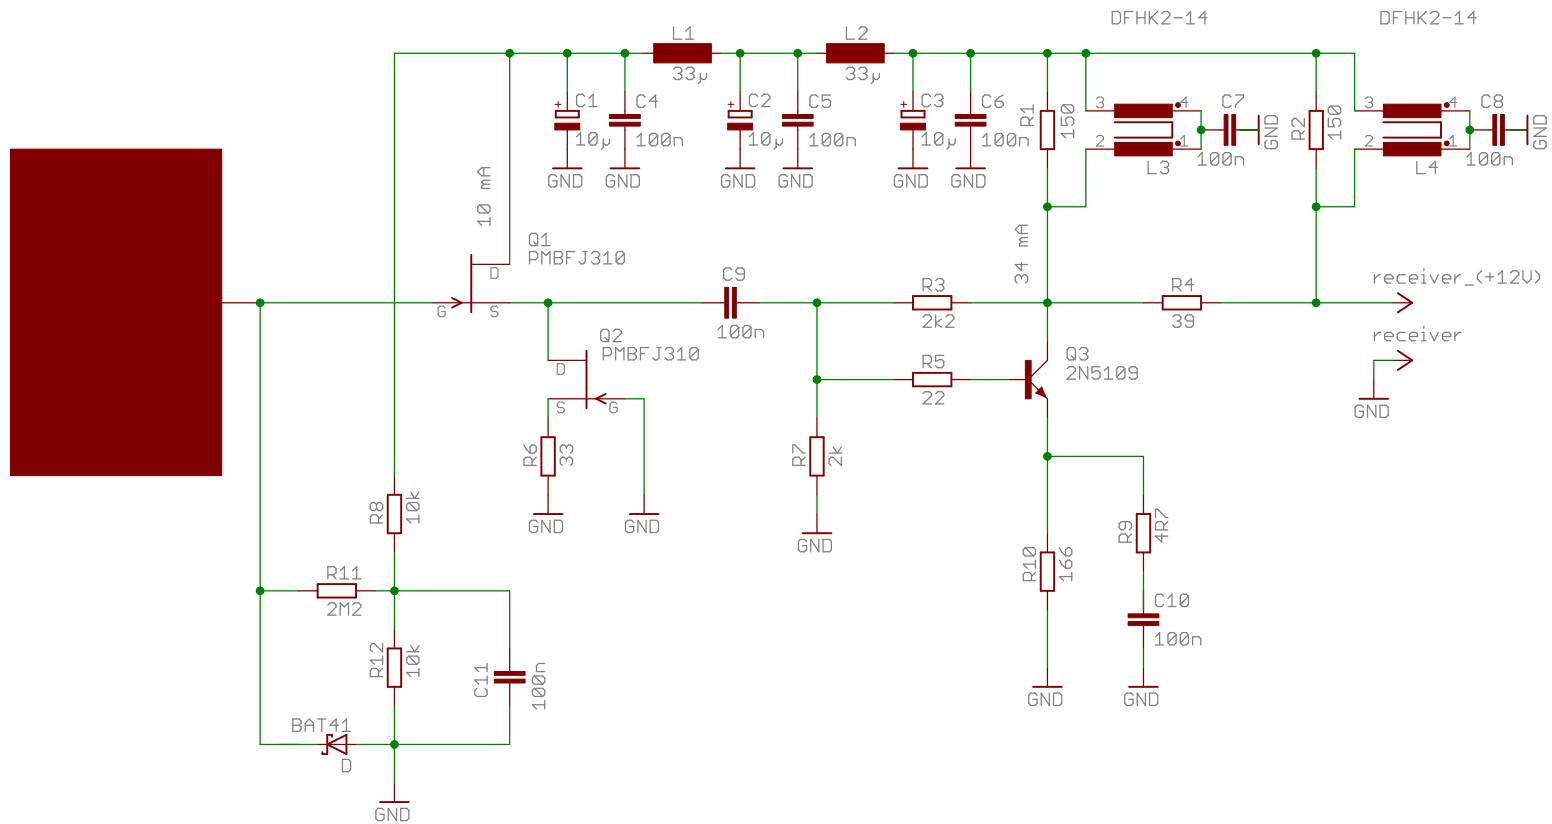 DFHK2-14
DFHK2-14
L1
33µ
L2
33µ
C1
+
10µ
GND
C4
100n
GND
C2
+
10µ
GND
C5
100n
GND
C3
+
10µ
GND
C6
100n
GND
R1
150
3
4
2
1
L3
C7
100n
GND
R2
150
3
4
2
1
L4
C8
100n
GND
10 mA
Q1
PMBFJ310
D
G
S
34 mA
C9
100n
R3
2k2
R4
39
receiver_(+12V)
receiver
GND
Q2
PMBFJ310
D
S
G
R5
22
Q3
2N5109
R6
33
GND
GND
R7
2k
GND
R8
10k
R9
4R7
R10
166
C10
100n
GND
GND
R11
2M2
R12
10k
C11
100n
BAT41
D
GND